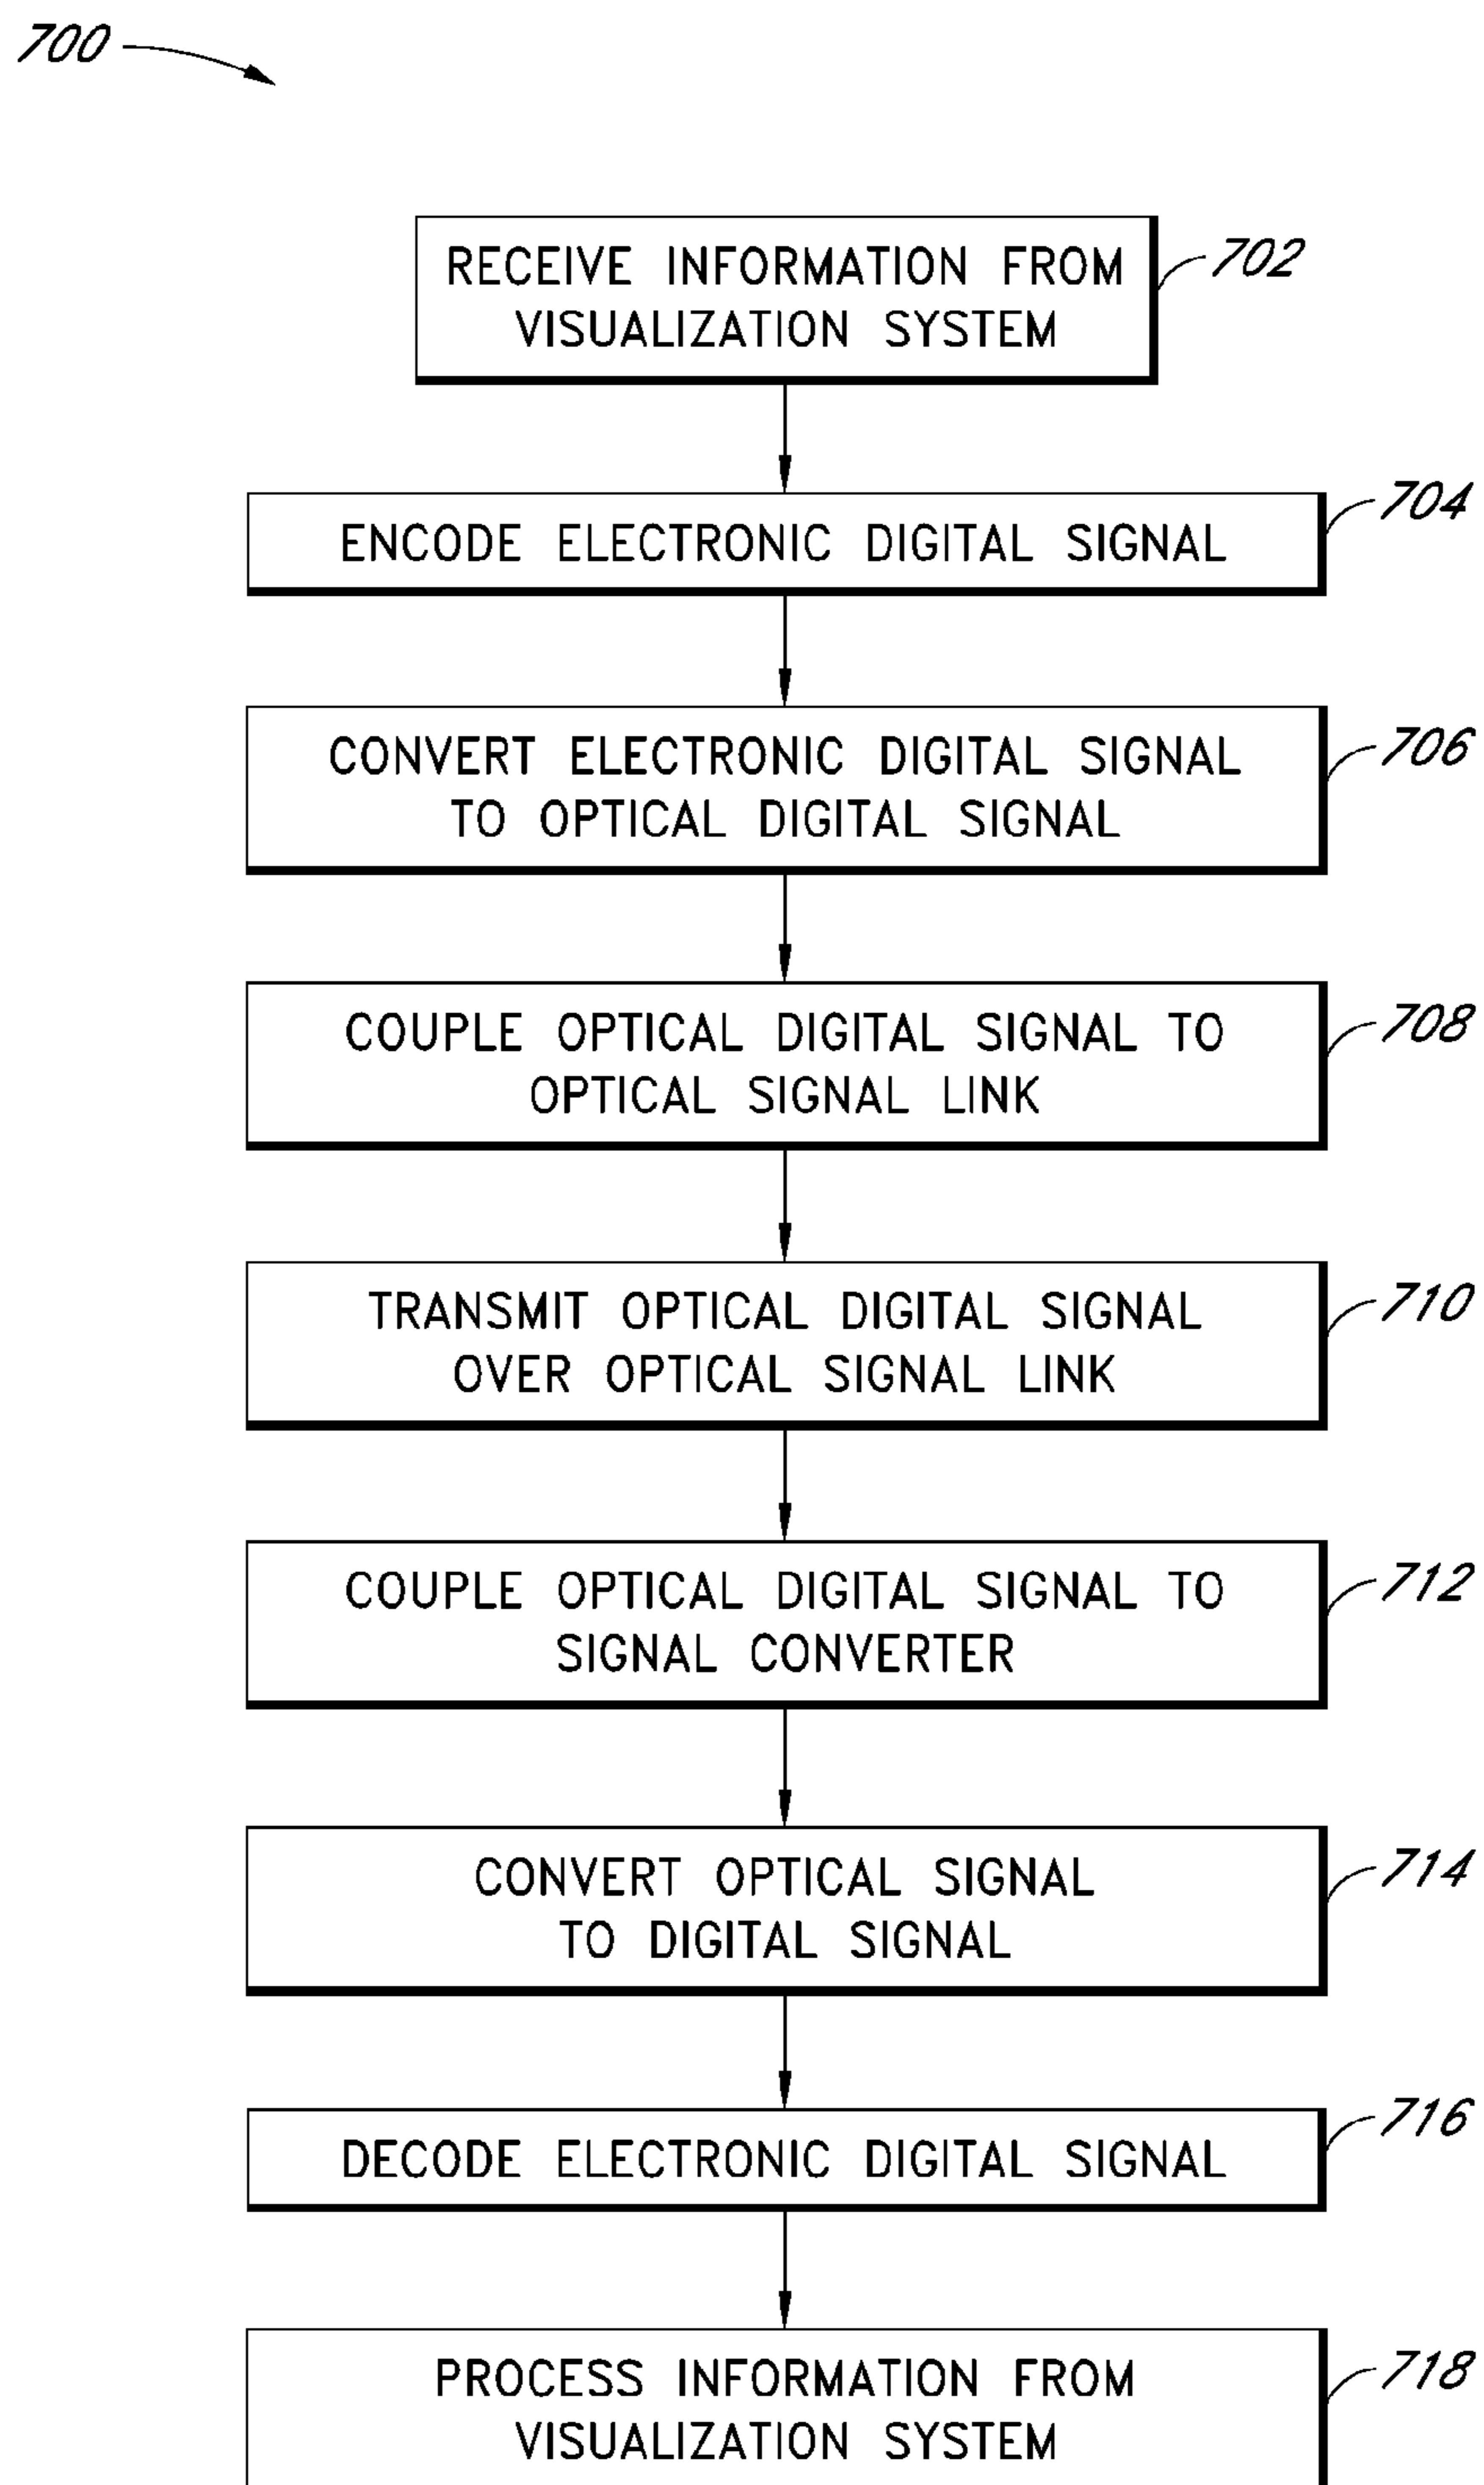 700
RECEIVE INFORMATION FROM
VISUALIZATION SYSTEM
702
ENCODE ELECTRONIC DIGITAL SIGNAL
704
CONVERT ELECTRONIC DIGITAL SIGNAL
TO OPTICAL DIGITAL SIGNAL
706
COUPLE OPTICAL DIGITAL SIGNAL TO
OPTICAL SIGNAL LINK
708
TRANSMIT OPTICAL DIGITAL SIGNAL
OVER OPTICAL SIGNAL LINK
710
COUPLE OPTICAL DIGITAL SIGNAL TO
SIGNAL CONVERTER
712
CONVERT OPTICAL SIGNAL
TO DIGITAL SIGNAL
714
DECODE ELECTRONIC DIGITAL SIGNAL
716
PROCESS INFORMATION FROM
VISUALIZATION SYSTEM
718